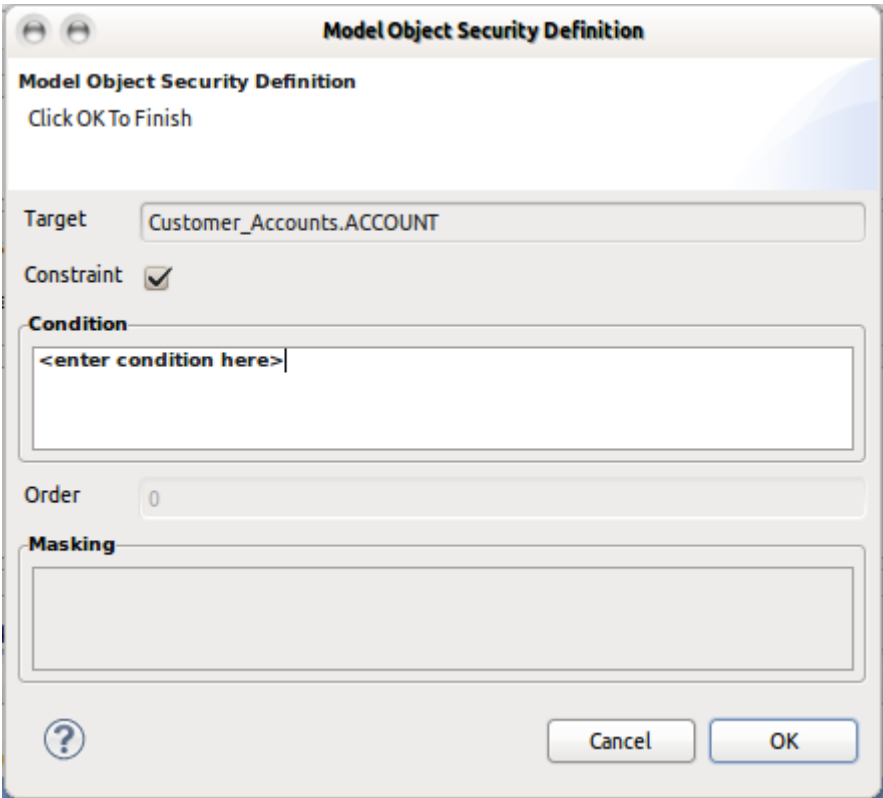 Model Object Security Definition
Model Object Security Definition
Click OK To Finish
Target Customer_Accounts.ACCOUNT
Constraint
Condition
<enter condition here>
Order 0
Masking
?
Cancel OK